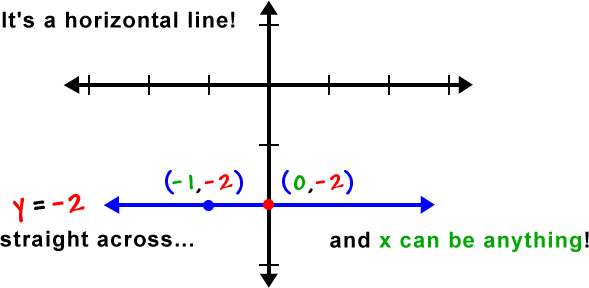 It's a horizontal line!
(-1,-2) (0,-2)
y = -2
straight across... and x can be anything!